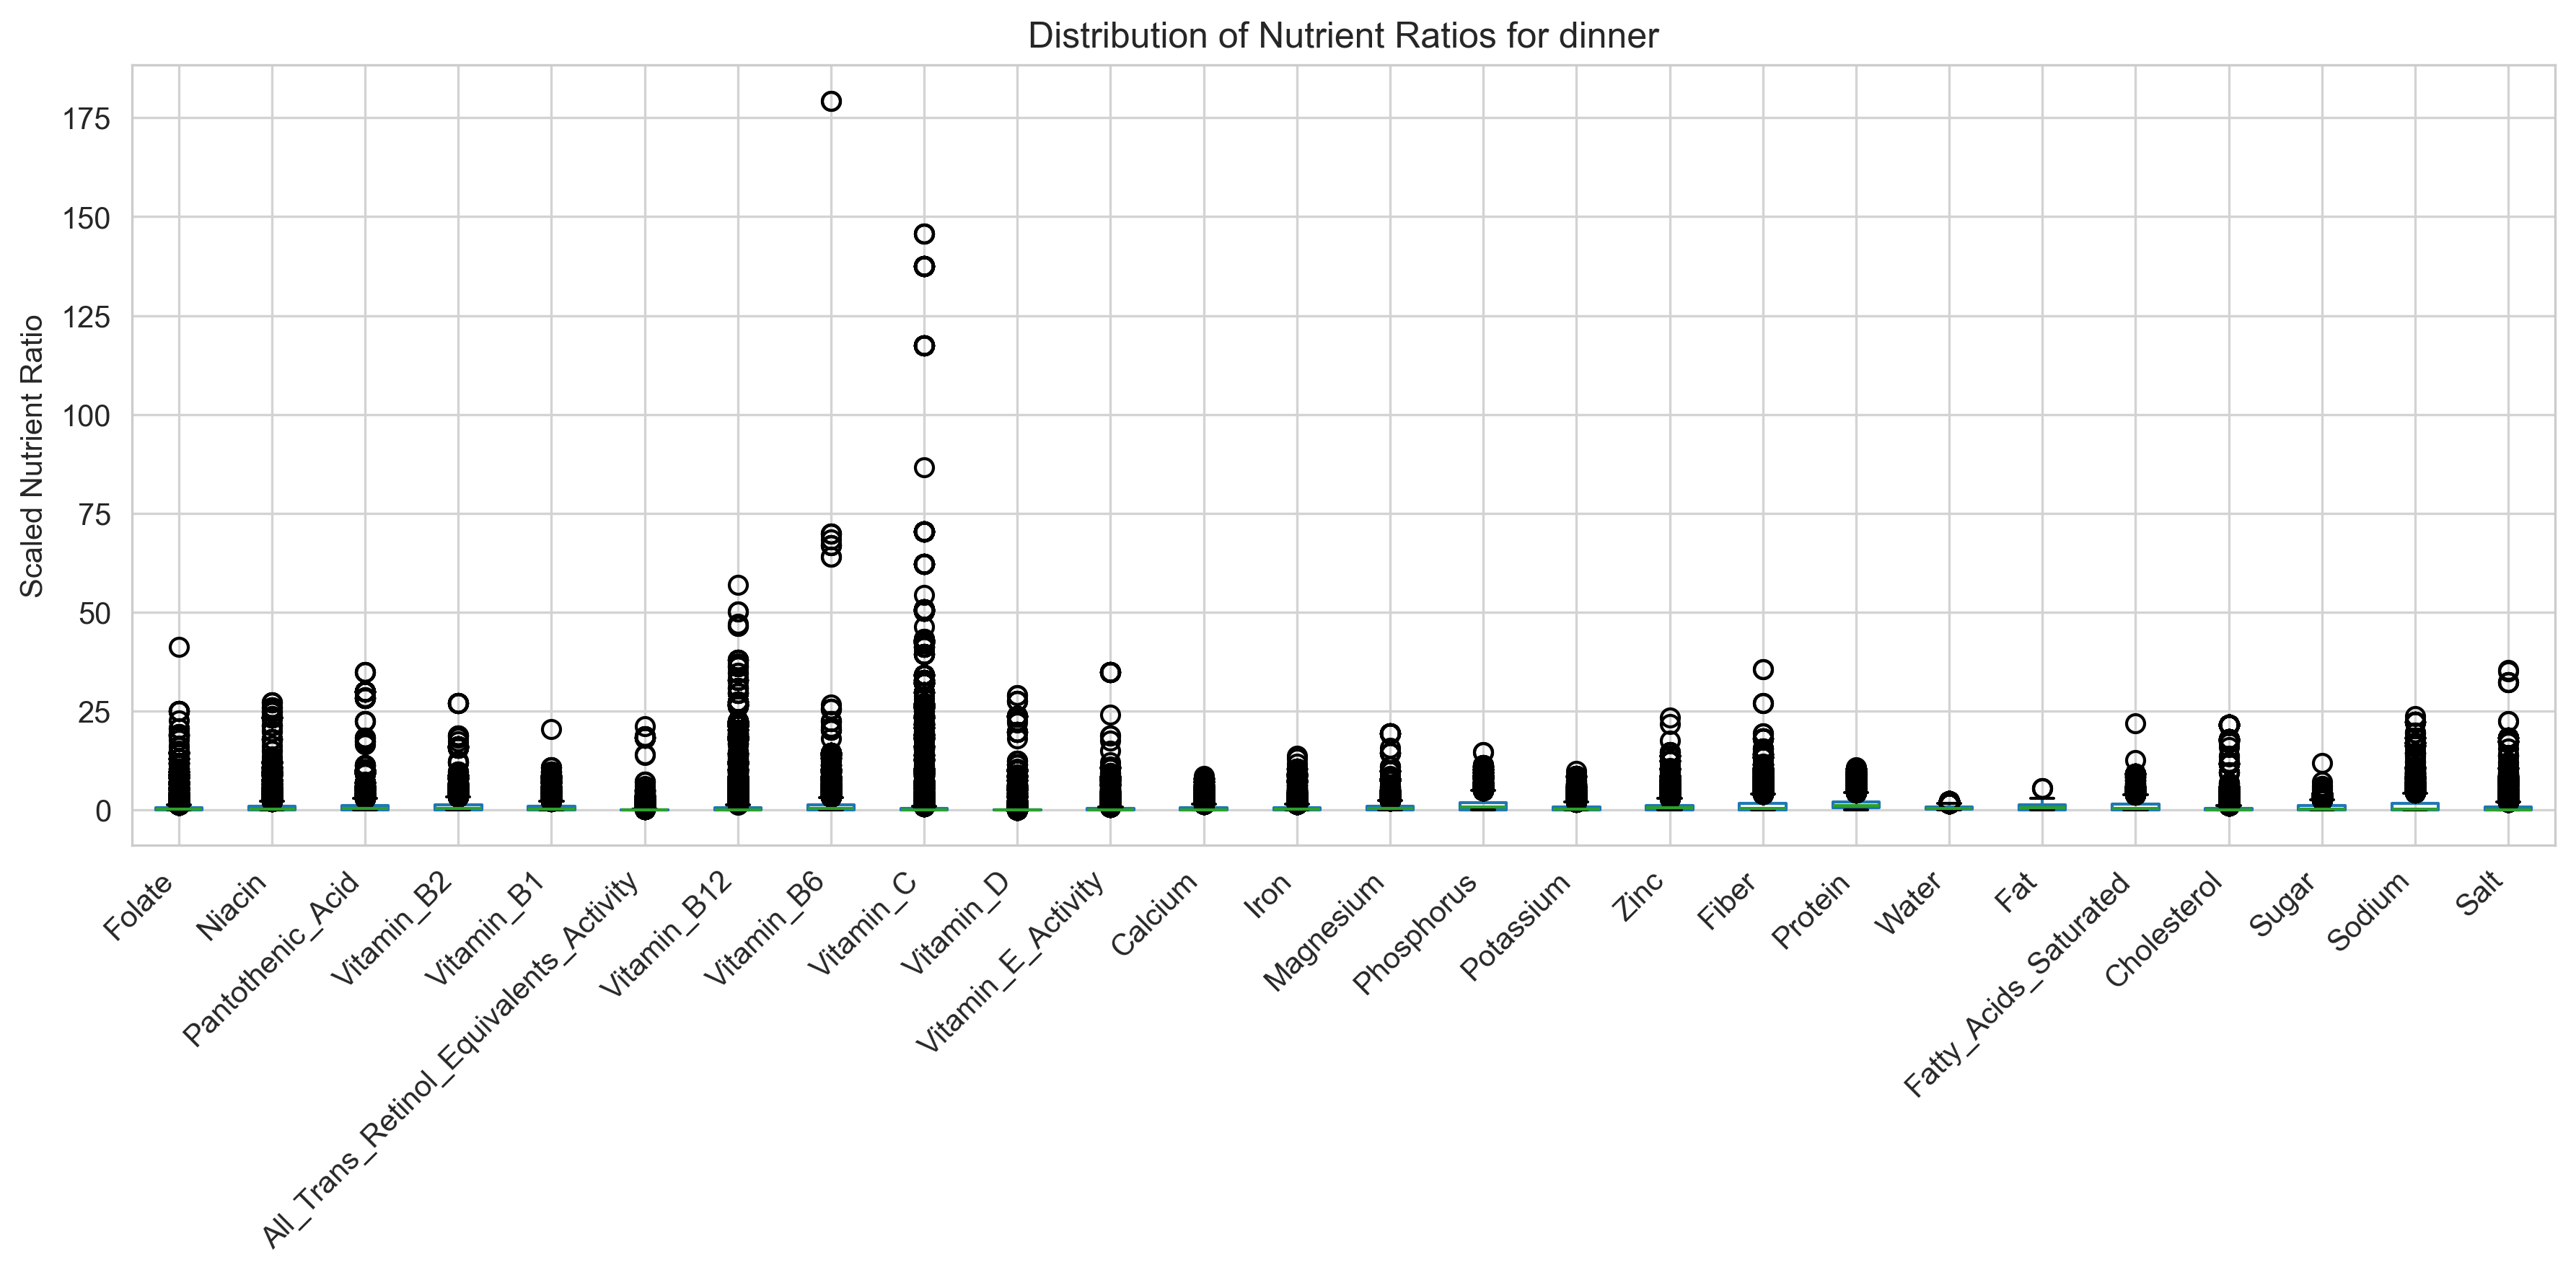 Distribution of Nutrient Ratios for dinner
Scaled Nutrient Ratio
175
150
125
100
75
50
25
0
Folate
Niacin
Pantothenic_Acid
Vitamin_B2
Vitamin_B1
All_Trans_Retinol_Equivalents_Activity
Vitamin_B12
Vitamin_B6
Vitamin_C
Vitamin_D
Vitamin_E_Activity
Calcium
Iron
Magnesium
Phosphorus
Potassium
Zinc
Fiber
Protein
Water
Fat
Fatty_Acids_Saturated
Cholesterol
Sugar
Sodium
Salt